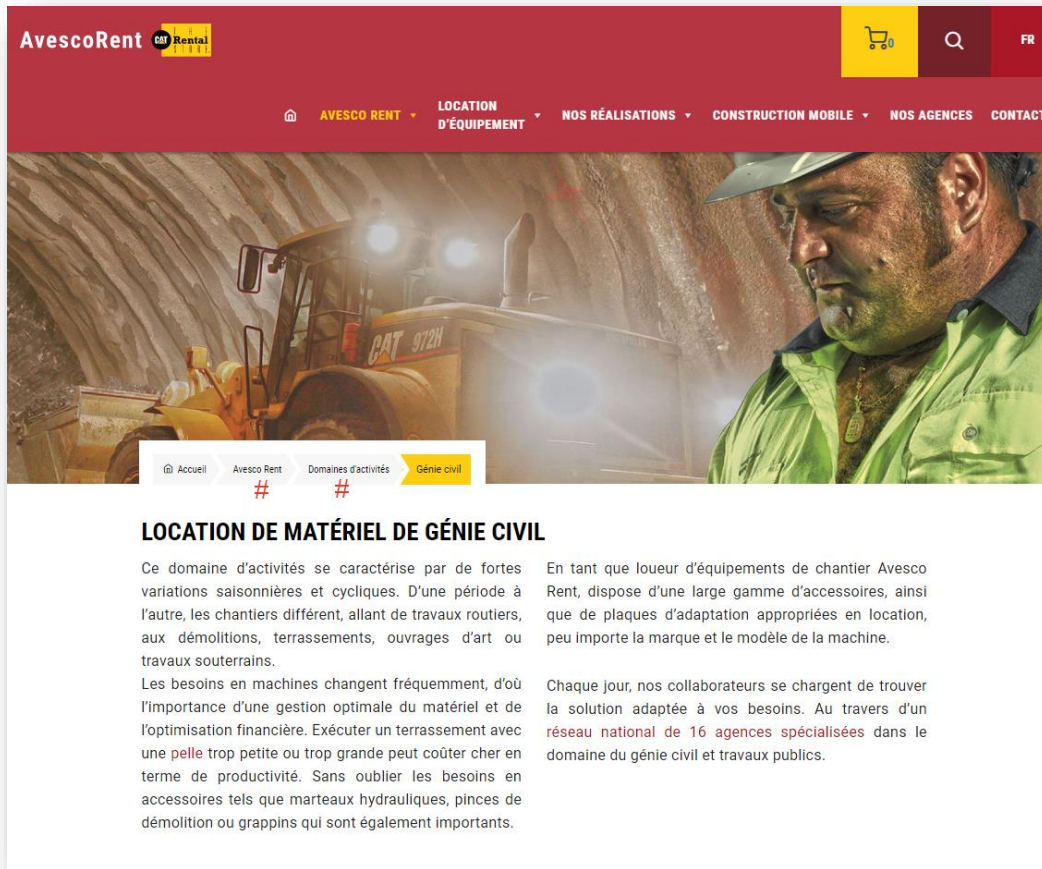 AvescoRent CAT Rental STORE
0
FR
AVESCO RENT
LOCATION
D'ÉQUIPEMENT
NOS RÉALISATIONS
CONSTRUCTION MOBILE
NOS AGENCES
CONTACT
CAT 972H
Accueil
Avesco Rent
Domaines d'activités
Génie civil
# #
LOCATION DE MATÉRIEL DE GÉNIE CIVIL
Ce domaine d'activités se caractérise par de fortes
variations saisonnières et cycliques. D'une période à
l'autre, les chantiers différent, allant de travaux routiers,
aux démolitions, terrassements, ouvrages d'art ou
travaux souterrains.
Les besoins en machines changent fréquemment, d'où
l'importance d'une gestion optimale du matériel et de
l'optimisation financière. Exécuter un terrassement avec
une pelle trop petite ou trop grande peut coûter cher en
terme de productivité. Sans oublier les besoins en
accessoires tels que marteaux hydrauliques, pinces de
démolition ou grappins qui sont également importants.
En tant que loueur d'équipements de chantier Avesco
Rent, dispose d'une large gamme d'accessoires, ainsi
que de plaques d'adaptation appropriées en location,
peu importe la marque et le modèle de la machine.
Chaque jour, nos collaborateurs se chargent de trouver
la solution adaptée à vos besoins. Au travers d'un
réseau national de 16 agences spécialisées dans le
domaine du génie civil et travaux publics.